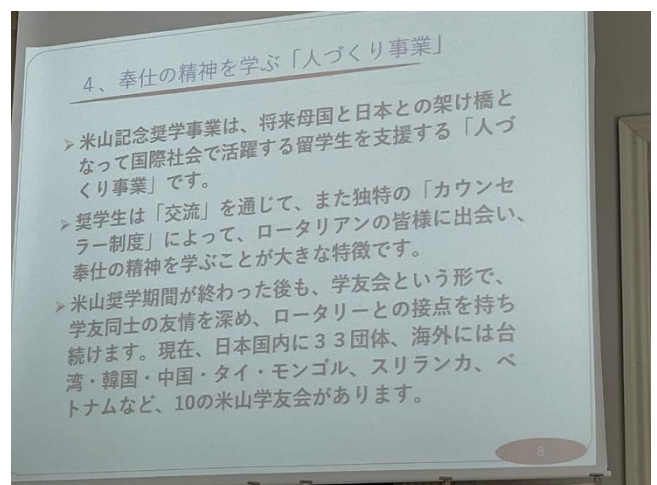 4、奉仕の精神を学ぶ「人づくり事業」
➢ 米山記念奨学事業は、将来母国と日本との架け橋と
なって国際社会で活躍する留学生を支援する「人づ
くり事業」です。
➢ 奨学生は「交流」を通じて、また独特の「カウンセ
ラー制度」によって、ロータリアンの皆様に出会い、
奉仕の精神を学ぶことが大きな特徴です。
➢ 米山奨学期間が終わった後も、学友会という形で、
学友同士の友情を深め、ロータリーとの接点を持ち
続けます。現在、日本国内に３３団体、海外には台
湾・韓国・中国・タイ・モンゴル、スリランカ、ベ
トナムなど、10の米山学友会があります。
8